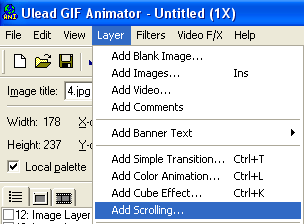 Ulead GIF Animator - Untitled (1X)
File Edit View Layer Filters Video F/X Help
Add Blank Image...
Add Images... Ins
Add Video...
Add Comments
Add Banner Text
Add Simple Transition... Ctrl+T
Add Color Animation... Ctrl+L
Add Cube Effect... Ctrl+K
Add Scrolling...
Image title: 4.jpg
Width: 178 X-o
Height: 237 Y-o
Local palette
12: Image Layer